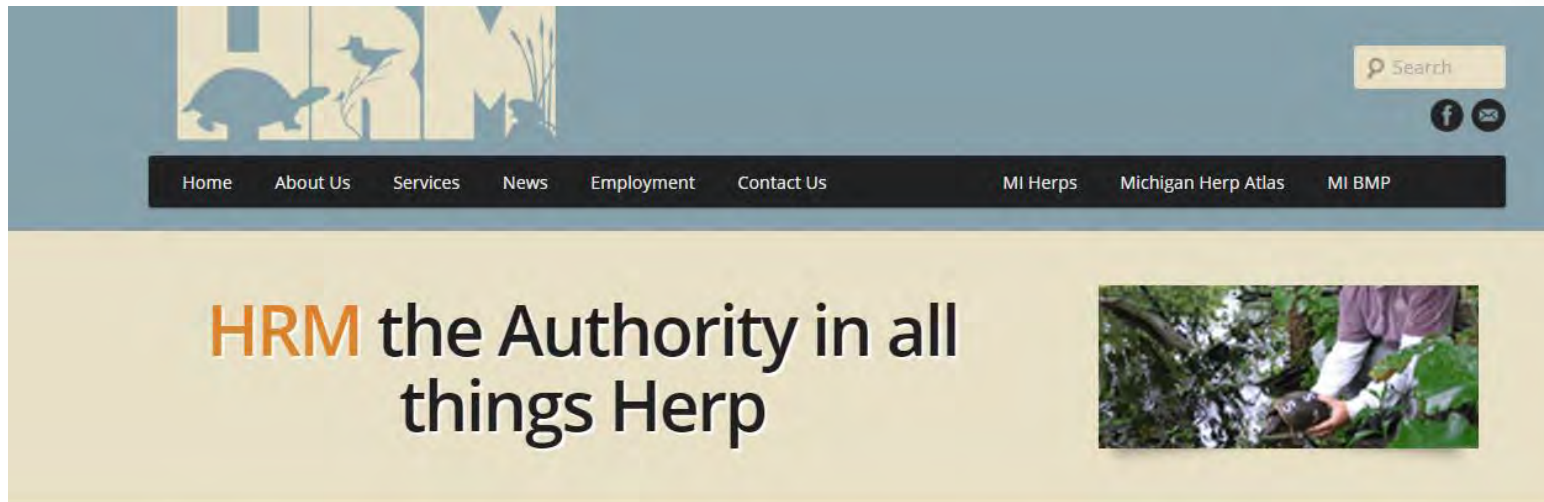 HRM
Search
Home About Us Services News Employment Contact Us MI Herps Michigan Herp Atlas MI BMP
HRM the Authority in all
things Herp